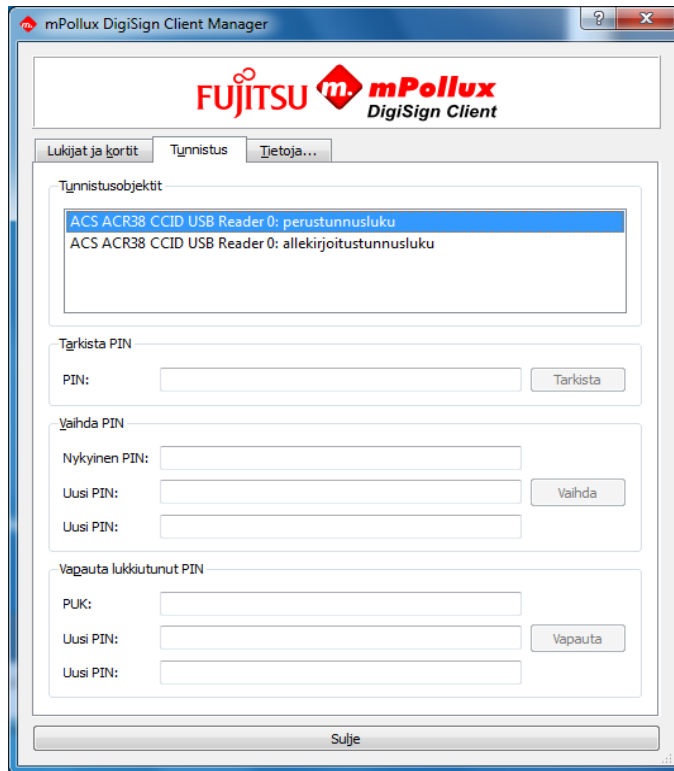 mPollux DigiSign Client Manager
FUJITSU m. mPollux
DigiSign Client
Lukijat ja kortit Tunnistus Tietoja...
Tunnistusobjektit
ACS ACR38 CCID USB Reader 0: perustunnusluku
ACS ACR38 CCID USB Reader 0: allekirjoitustunnusluku
Tarkista PIN
PIN: Tarkista
Vaihda PIN
Nykyinen PIN:
Uusi PIN: Vaihda
Uusi PIN:
Vapauta lukkiutunut PIN
PUK:
Uusi PIN: Vapauta
Uusi PIN:
Sulje